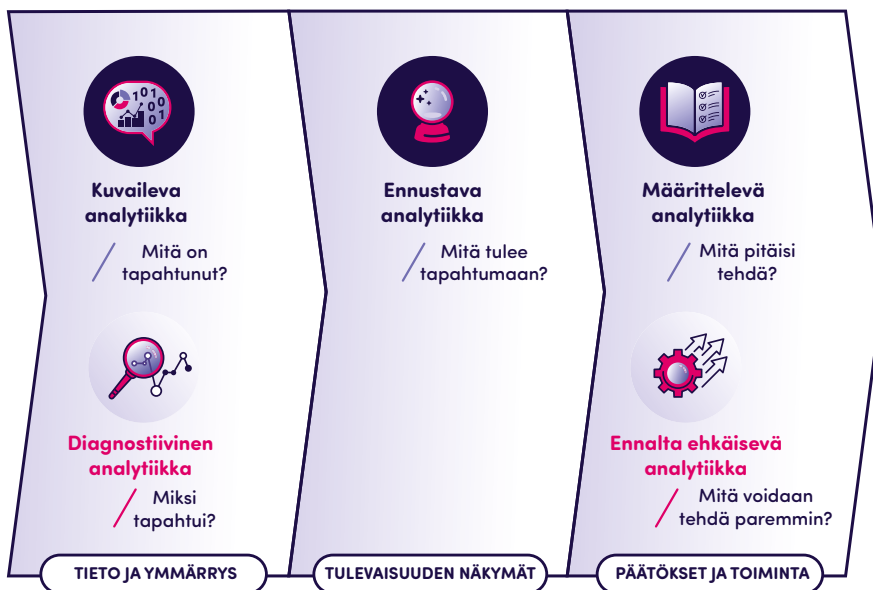 Kuvaileva
analytiikka
Mitä on
tapahtunut?
Diagnostiivinen
analytiikka
Miksi
tapahtui?
TIETO JA YMMÄRRYS
Ennustava
analytiikka
Mitä tulee
tapahtumaan?
TULEVAISUUDEN NÄKYMÄT
Määrittelevä
analytiikka
Mitä pitäisi
tehdä?
Ennalta ehkäisevä
analytiikka
Mitä voidaan
tehdä paremmin?
PÄÄTÖKSET JA TOIMINTA